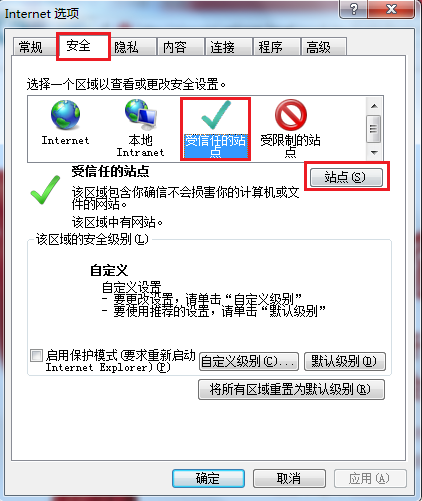 Internet 选项
常规 安全 隐私 内容 连接 程序 高级
选择一个区域以查看或更改安全设置。
Internet
本地
Intranet
受信任的站
点
受限制的站
点
受信任的站点
站点(S)
该区域包含你确信不会损害你的计算机或文
件的网站。
该区域中有网站。
该区域的安全级别(L)
自定义
自定义设置
- 要更改设置，请单击“自定义级别”
- 要使用推荐的设置，请单击“默认级别”
启用保护模式(要求重新启动
Internet Explorer)(P)
自定义级别(C)... 默认级别(D)
将所有区域重置为默认级别(R)
确定 取消 应用(A)